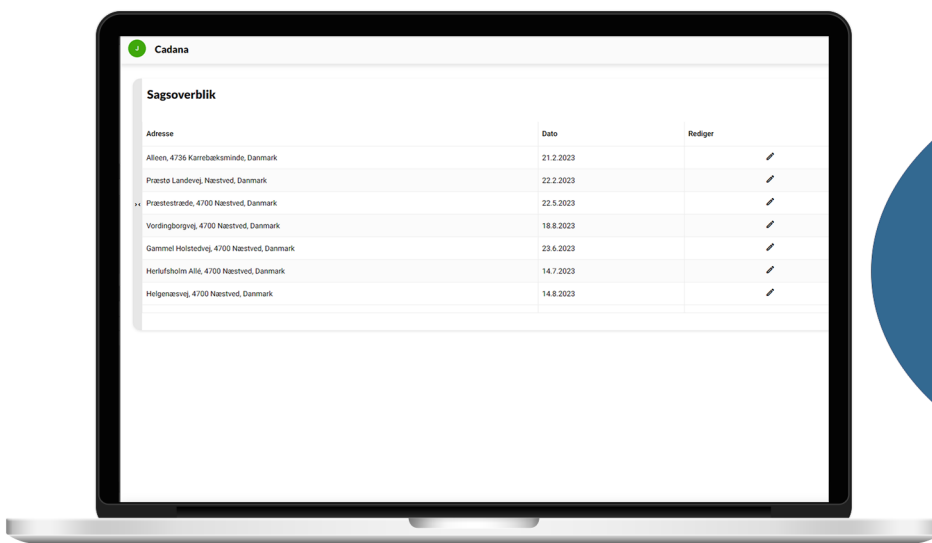 J Cadana
Sagsoverblik
Adresse Dato Rediger
Alleen, 4736 Karrebæksminde, Danmark 21.2.2023
Præstø Landevej, Næstved, Danmark 22.2.2023
Præstestræde, 4700 Næstved, Danmark 22.5.2023
Vordingborgvej, 4700 Næstved, Danmark 18.8.2023
Gammel Holstedvej, 4700 Næstved, Danmark 23.6.2023
Herlufsholm Allé, 4700 Næstved, Danmark 14.7.2023
Helgenæsvej, 4700 Næstved, Danmark 14.8.2023